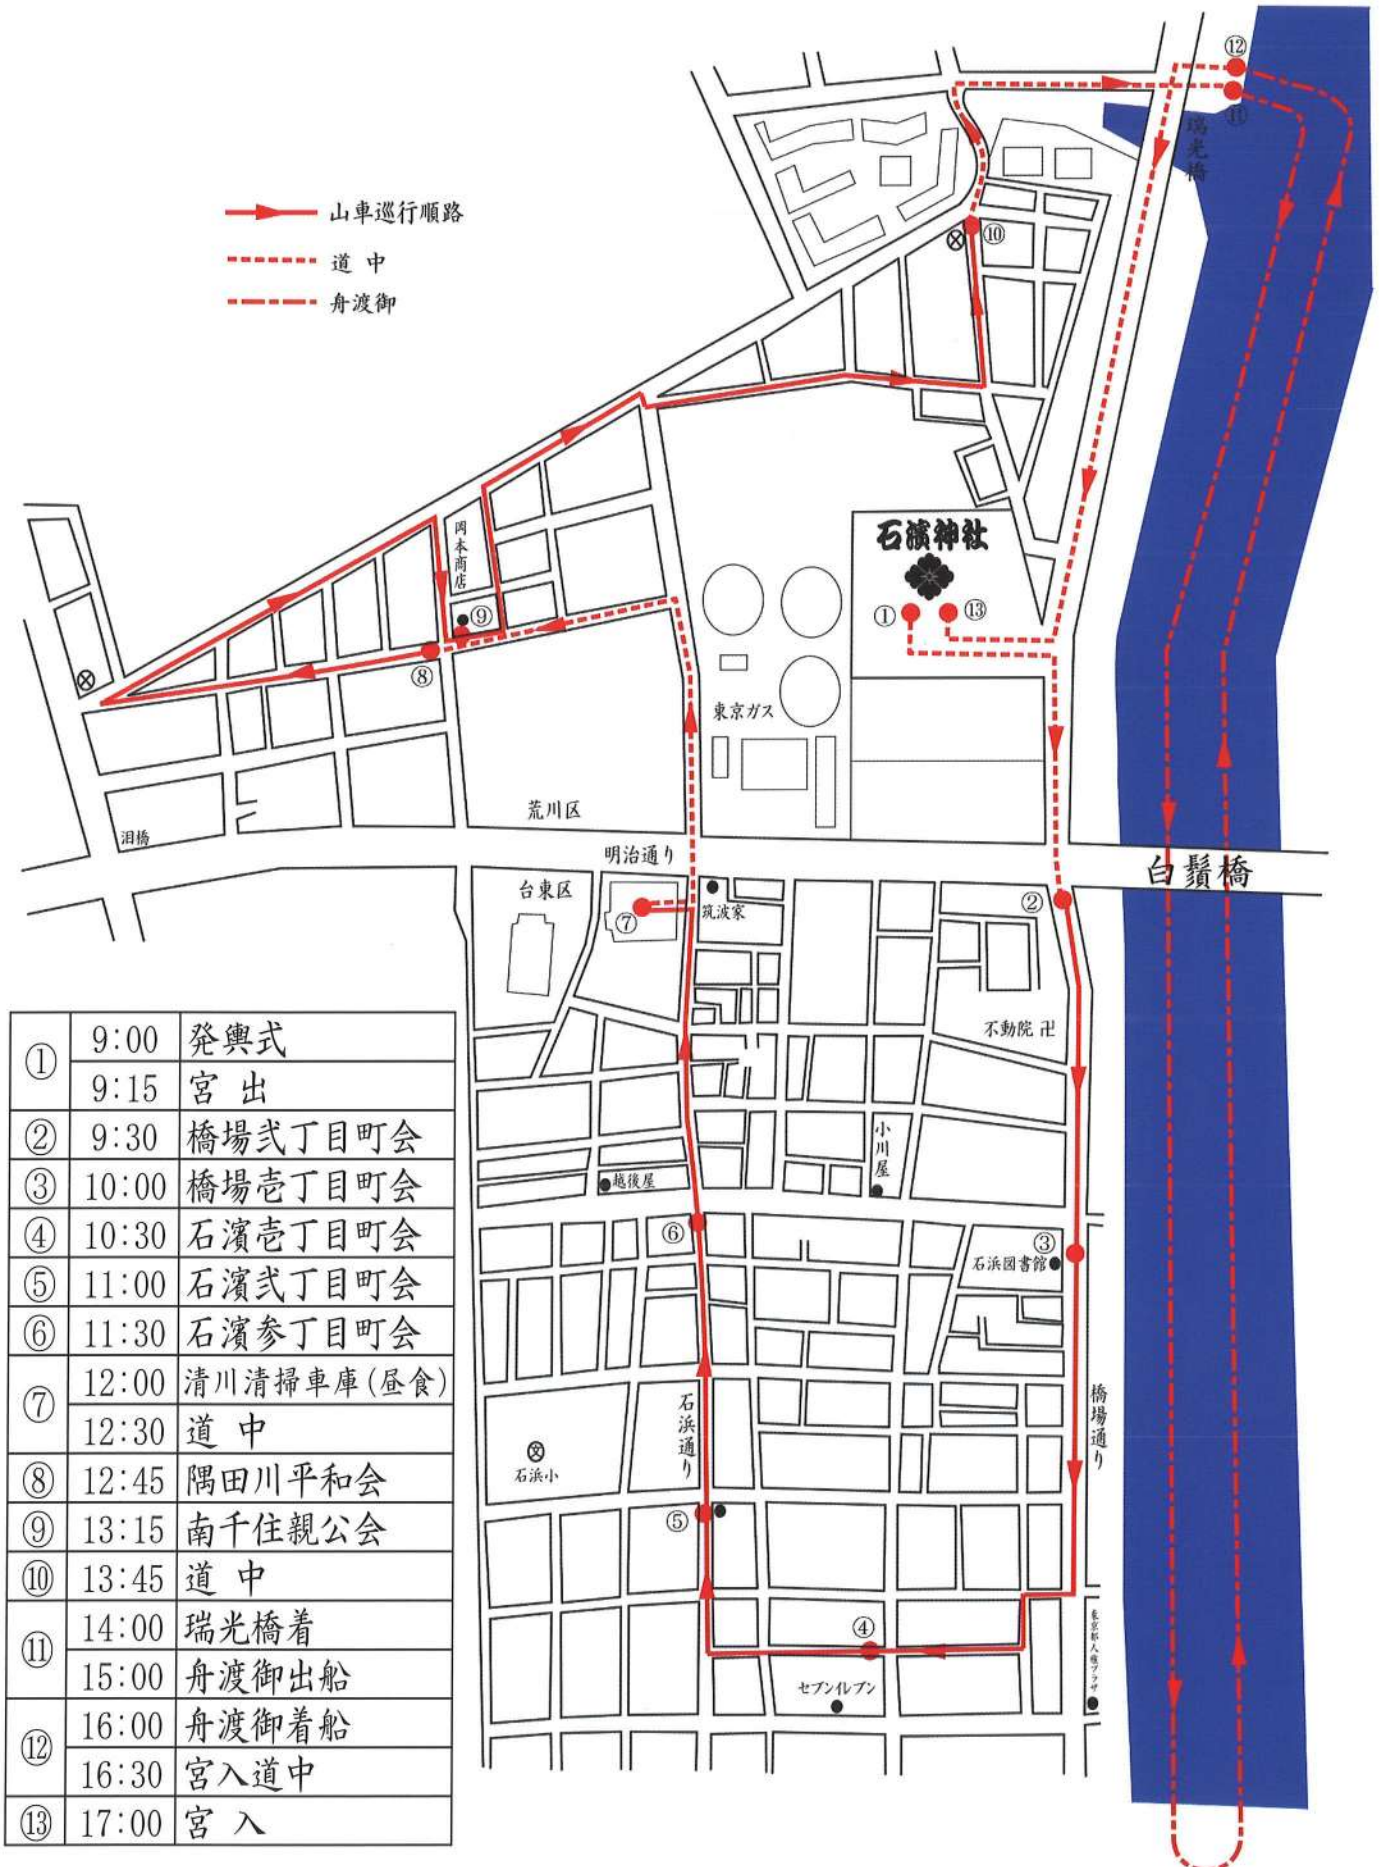 ⑫
⑪
瑞光橋
山車巡行順路
道 中
舟渡御
⑩
岡本商店
⑨
⑧
石濱神社
① ⑬
東京ガス
荒川区
泪橋
明治通り
白鬚橋
台東区
⑦
筑波家
②
不動院 卍
小川屋
越後屋
⑥
③
石浜図書館
石浜通り
橋場通り
文
石浜小
⑤
④
セブンイレブン
東京都人権プラザ
① 9:00 発輿式
9:15 宮 出
② 9:30 橋場弐丁目町会
③ 10:00 橋場壱丁目町会
④ 10:30 石濱壱丁目町会
⑤ 11:00 石濱弐丁目町会
⑥ 11:30 石濱参丁目町会
⑦ 12:00 清川清掃車庫(昼食)
12:30 道 中
⑧ 12:45 隅田川平和会
⑨ 13:15 南千住親公会
⑩ 13:45 道 中
⑪ 14:00 瑞光橋着
15:00 舟渡御出船
⑫ 16:00 舟渡御着船
16:30 宮入道中
⑬ 17:00 宮 入